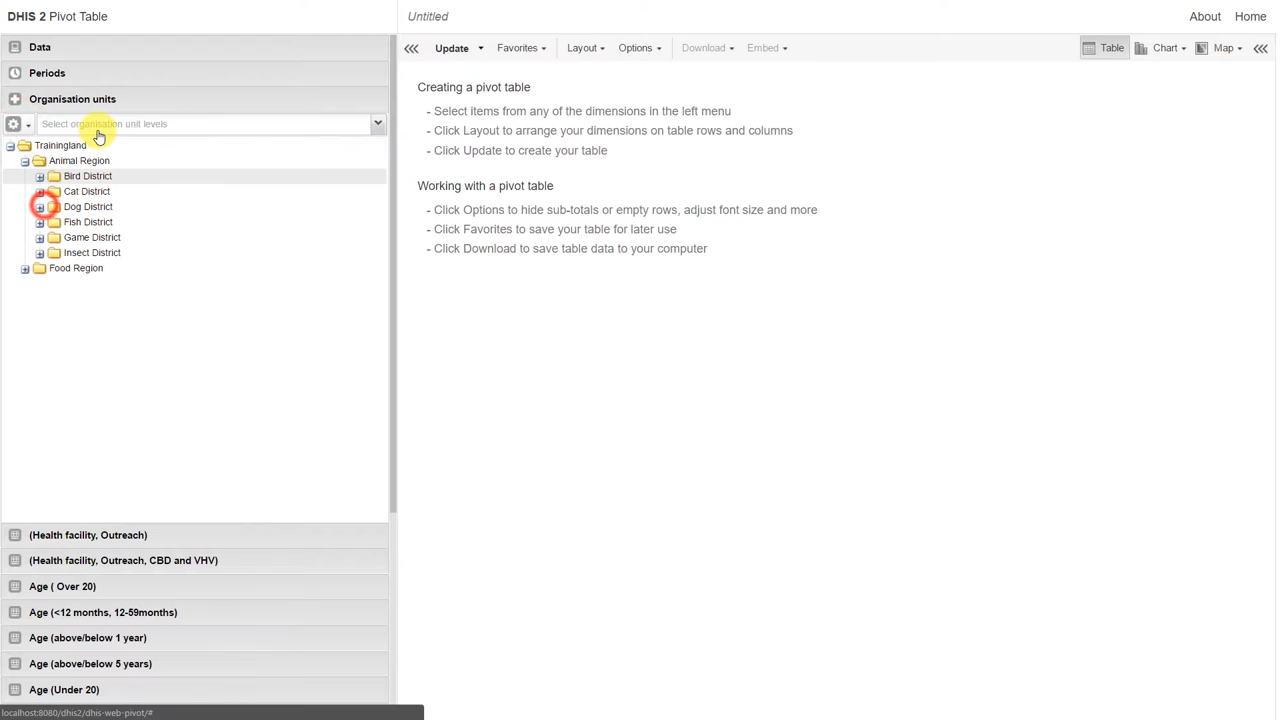 DHIS 2 Pivot Table
Untitled
About
Home
Data
Update
Favorites
Layout
Options
Download
Embed
Table
Chart
Map
Periods
Organisation units
Select organisation unit levels
Trainingland
Animal Region
Bird District
Cat District
Dog District
Fish District
Game District
Insect District
Food Region
(Health facility, Outreach)
(Health facility, Outreach, CBD and VHV)
Age ( Over 20)
Age (<12 months, 12-59months)
Age (above/below 1 year)
Age (above/below 5 years)
Age (Under 20)
localhost:8080/dhis2/dhis-web-pivot/#
Creating a pivot table
- Select items from any of the dimensions in the left menu
- Click Layout to arrange your dimensions on table rows and columns
- Click Update to create your table
Working with a pivot table
- Click Options to hide sub-totals or empty rows, adjust font size and more
- Click Favorites to save your table for later use
- Click Download to save table data to your computer